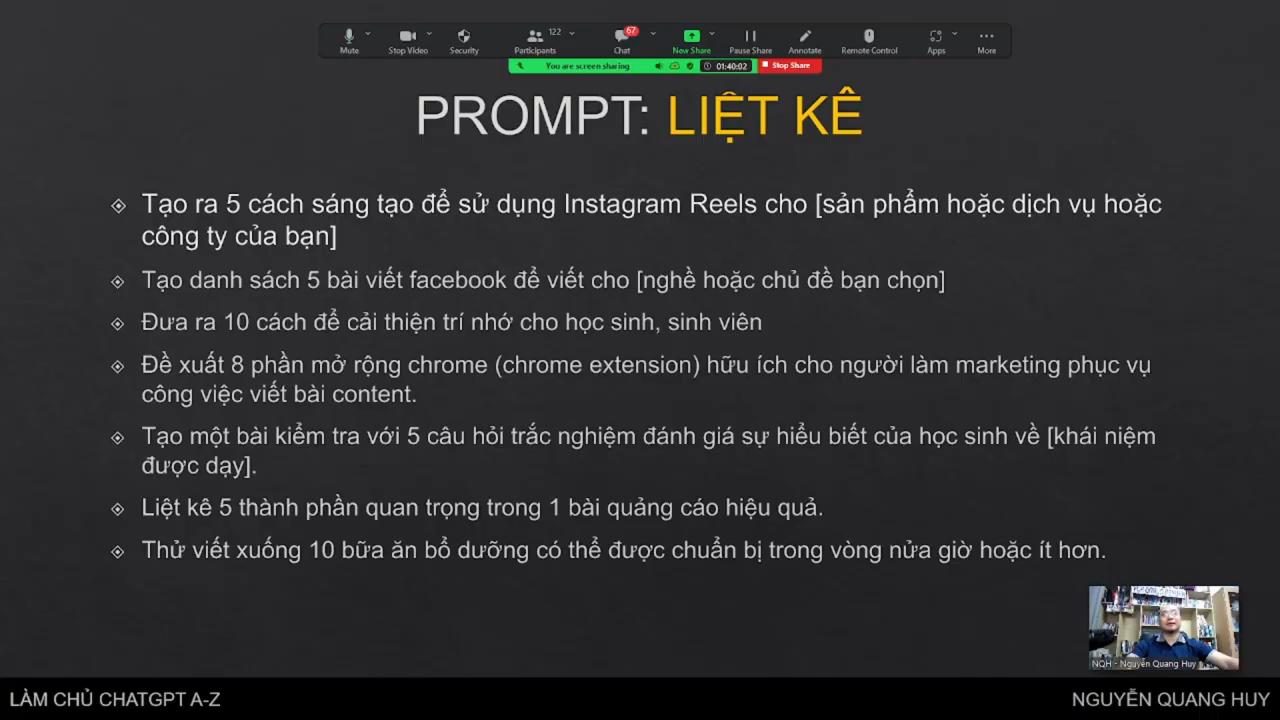 122
67
Mute
Stop Video
Security
Participants
Chat
New Share
Pause Share
Annotate
Remote Control
Apps
More
You are screen sharing
01:40:02
Stop Share
PROMPT: LIỆT KÊ
Tạo ra 5 cách sáng tạo để sử dụng Instagram Reels cho [sản phẩm hoặc dịch vụ hoặc
công ty của bạn]
Tạo danh sách 5 bài viết facebook để viết cho [nghề hoặc chủ đề bạn chọn]
Đưa ra 10 cách để cải thiện trí nhớ cho học sinh, sinh viên
Đề xuất 8 phần mở rộng chrome (chrome extension) hữu ích cho người làm marketing phục vụ
công việc viết bài content.
Tạo một bài kiểm tra với 5 câu hỏi trắc nghiệm đánh giá sự hiểu biết của học sinh về [khái niệm
được dạy].
Liệt kê 5 thành phần quan trọng trong 1 bài quảng cáo hiệu quả.
Thử viết xuống 10 bữa ăn bổ dưỡng có thể được chuẩn bị trong vòng nửa giờ hoặc ít hơn.
NQH - Nguyễn Quang Huy
LÀM CHỦ CHATGPT A-Z
NGUYỄN QUANG HUY